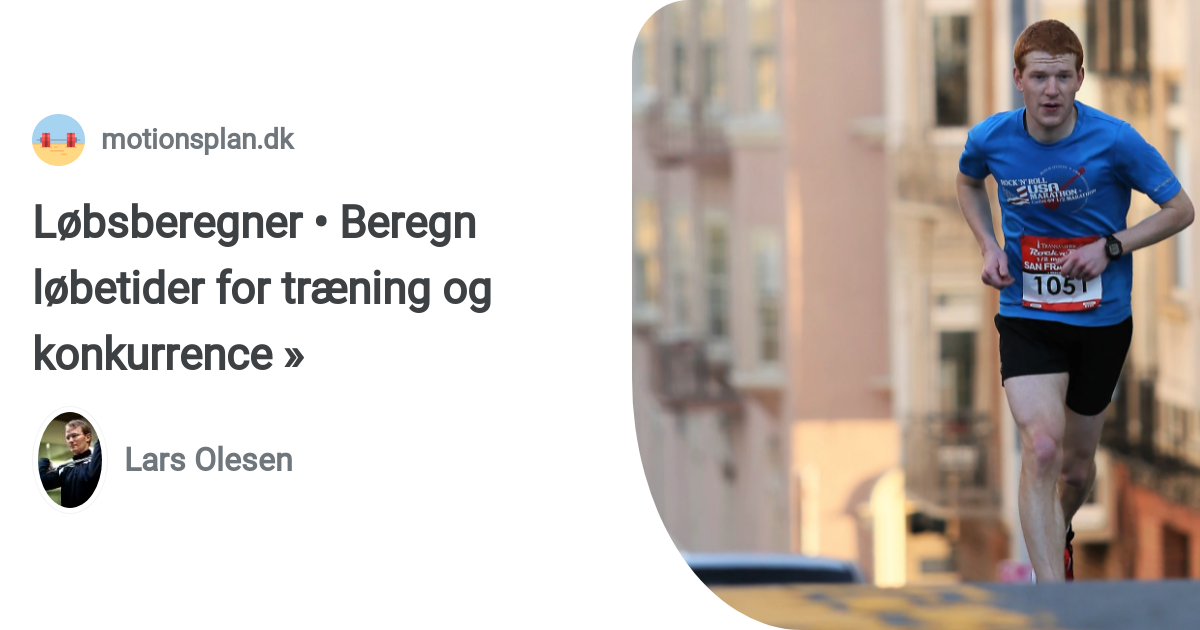 motionsplan.dk
Løbsberegner • Beregn
løbetider for træning og
konkurrence »
Lars Olesen
ROCK'N'ROLL
USA
MARATHON
SAN FRA
1051